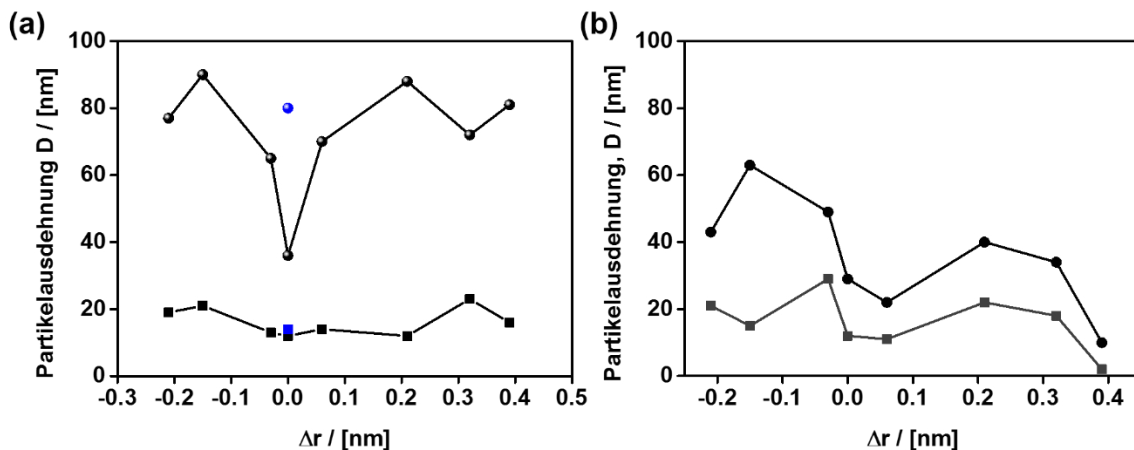 (a)
Partikelausdehnung D / [nm]
100
80
60
40
20
0
-0.3 -0.2 -0.1 0.0 0.1 0.2 0.3 0.4 0.5
Δr / [nm]
(b)
Partikelausdehnung, D / [nm]
100
80
60
40
20
0
-0.2 -0.1 0.0 0.1 0.2 0.3 0.4
Δr / [nm]